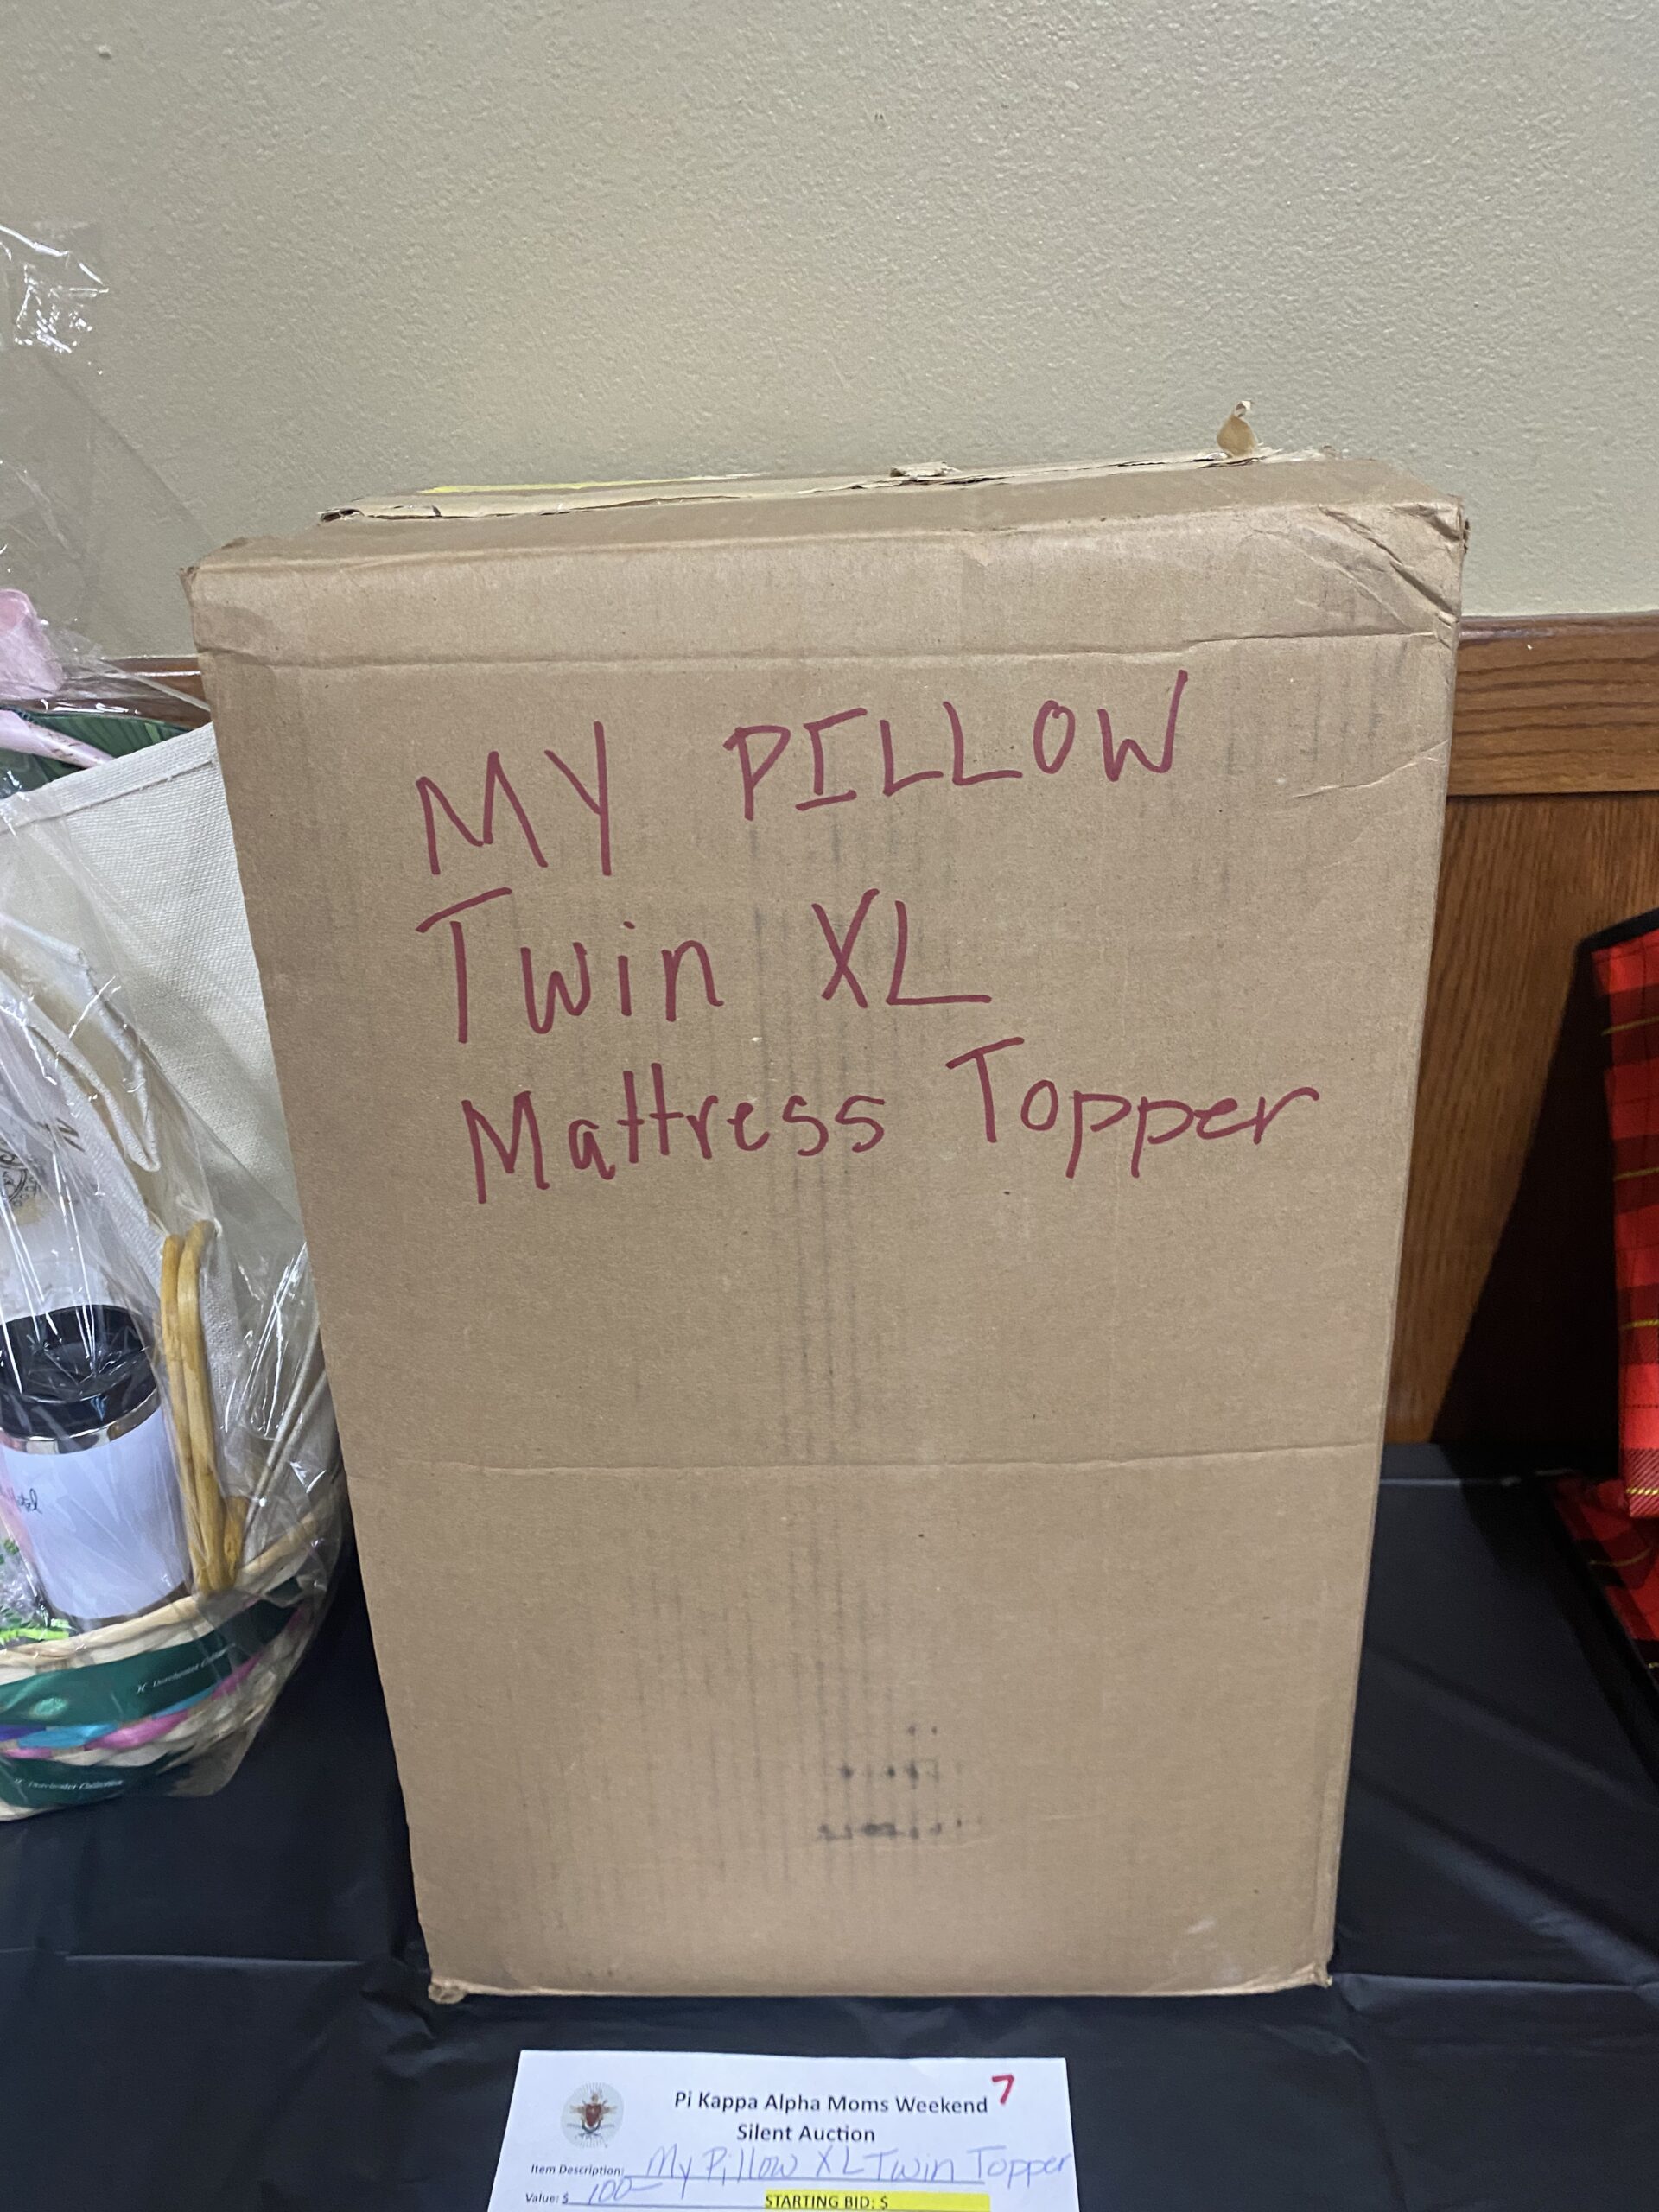 MY PILLOW
Twin XL
Mattress Topper
Pi Kappa Alpha Moms Weekend 7
Silent Auction
Item Description: My Pillow XL Twin Topper
Value: $ 100- STARTING BID: $